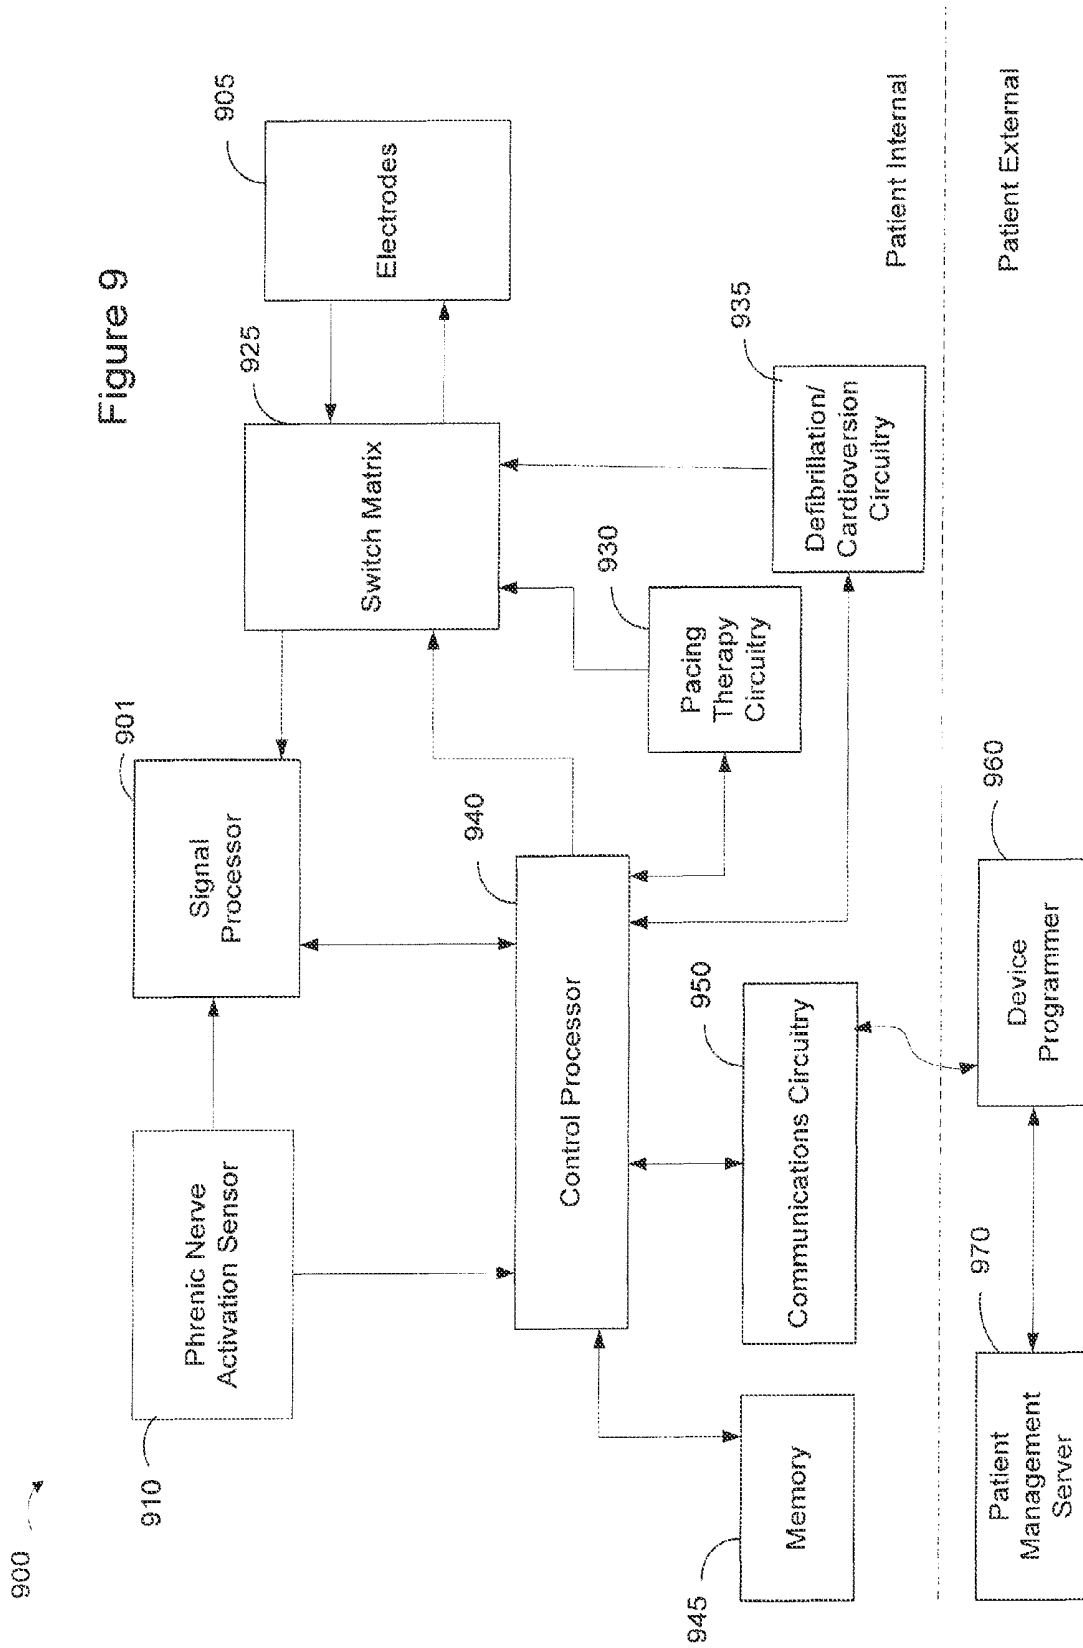 900
Figure 9
910
Phrenic Nerve
Activation Sensor
901
Signal
Processor
925
Switch Matrix
905
Electrodes
940
Control Processor
930
Pacing
Therapy
Circuitry
935
Defibrillation/
Cardioversion
Circuitry
945
Memory
950
Communications Circuitry
Patient Internal
Patient External
970
Patient
Management
Server
960
Device
Programmer